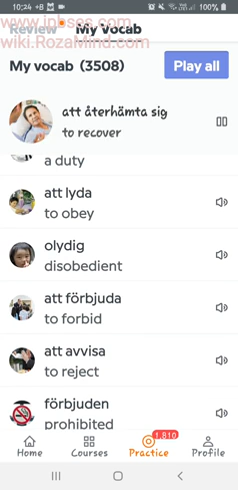 10:24 +B
100%
www.inbses.com
Review
My Vocab
wiki.RozaMind.com
My vocab (3508)
Play all
att återhämta sig
to recover
a duty
att lyda
to obey
olydig
disobedient
att förbjuda
to forbid
att avvisa
to reject
förbjuden
prohibited
1,810
Home
Courses
Practice
Profile